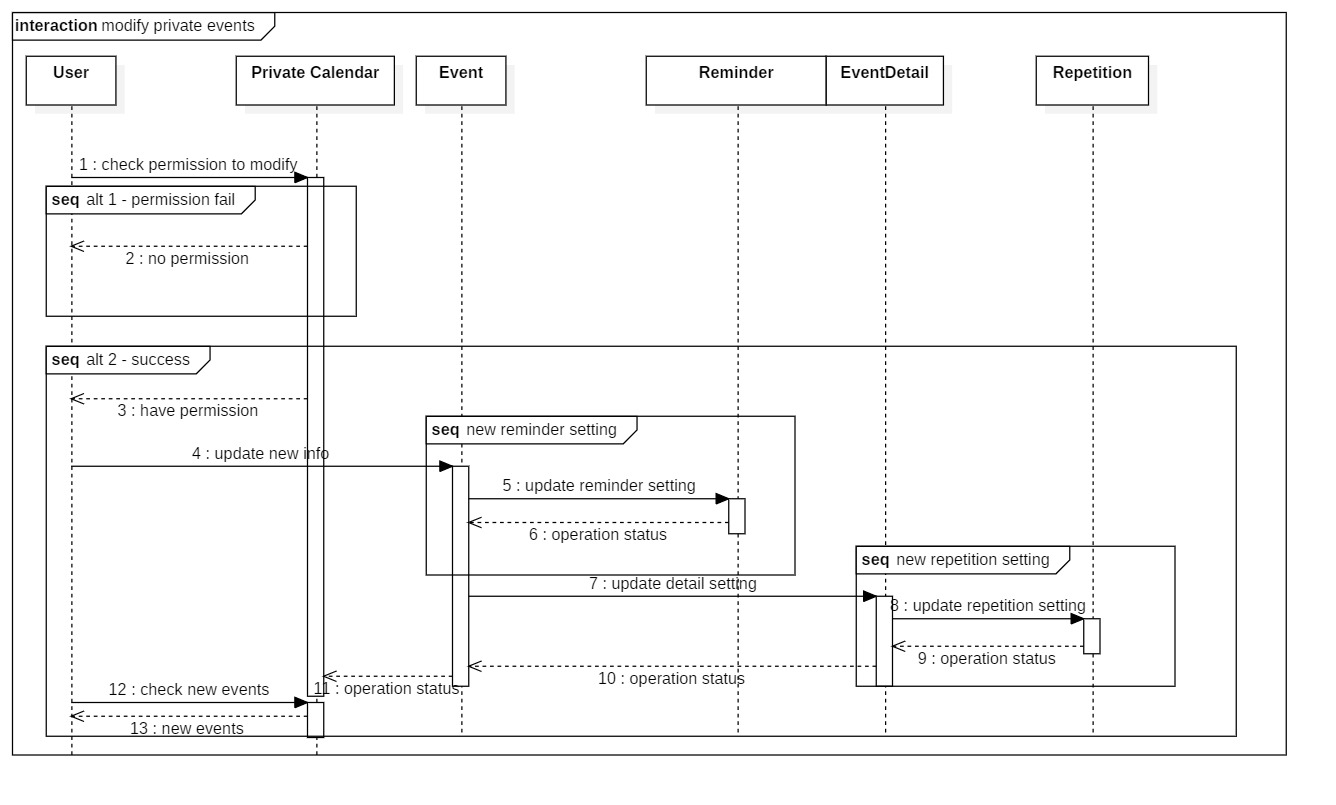 interaction modify private events
User
Private Calendar
Event
Reminder
EventDetail
Repetition
1 : check permission to modify
seq alt 1 - permission fail
2 : no permission
seq alt 2 - success
3 : have permission
seq new reminder setting
4 : update new info
5 : update reminder setting
6 : operation status
seq new repetition setting
7 : update detail setting
8 : update repetition setting
9 : operation status
10 : operation status
11 : operation status
12 : check new events
13 : new events